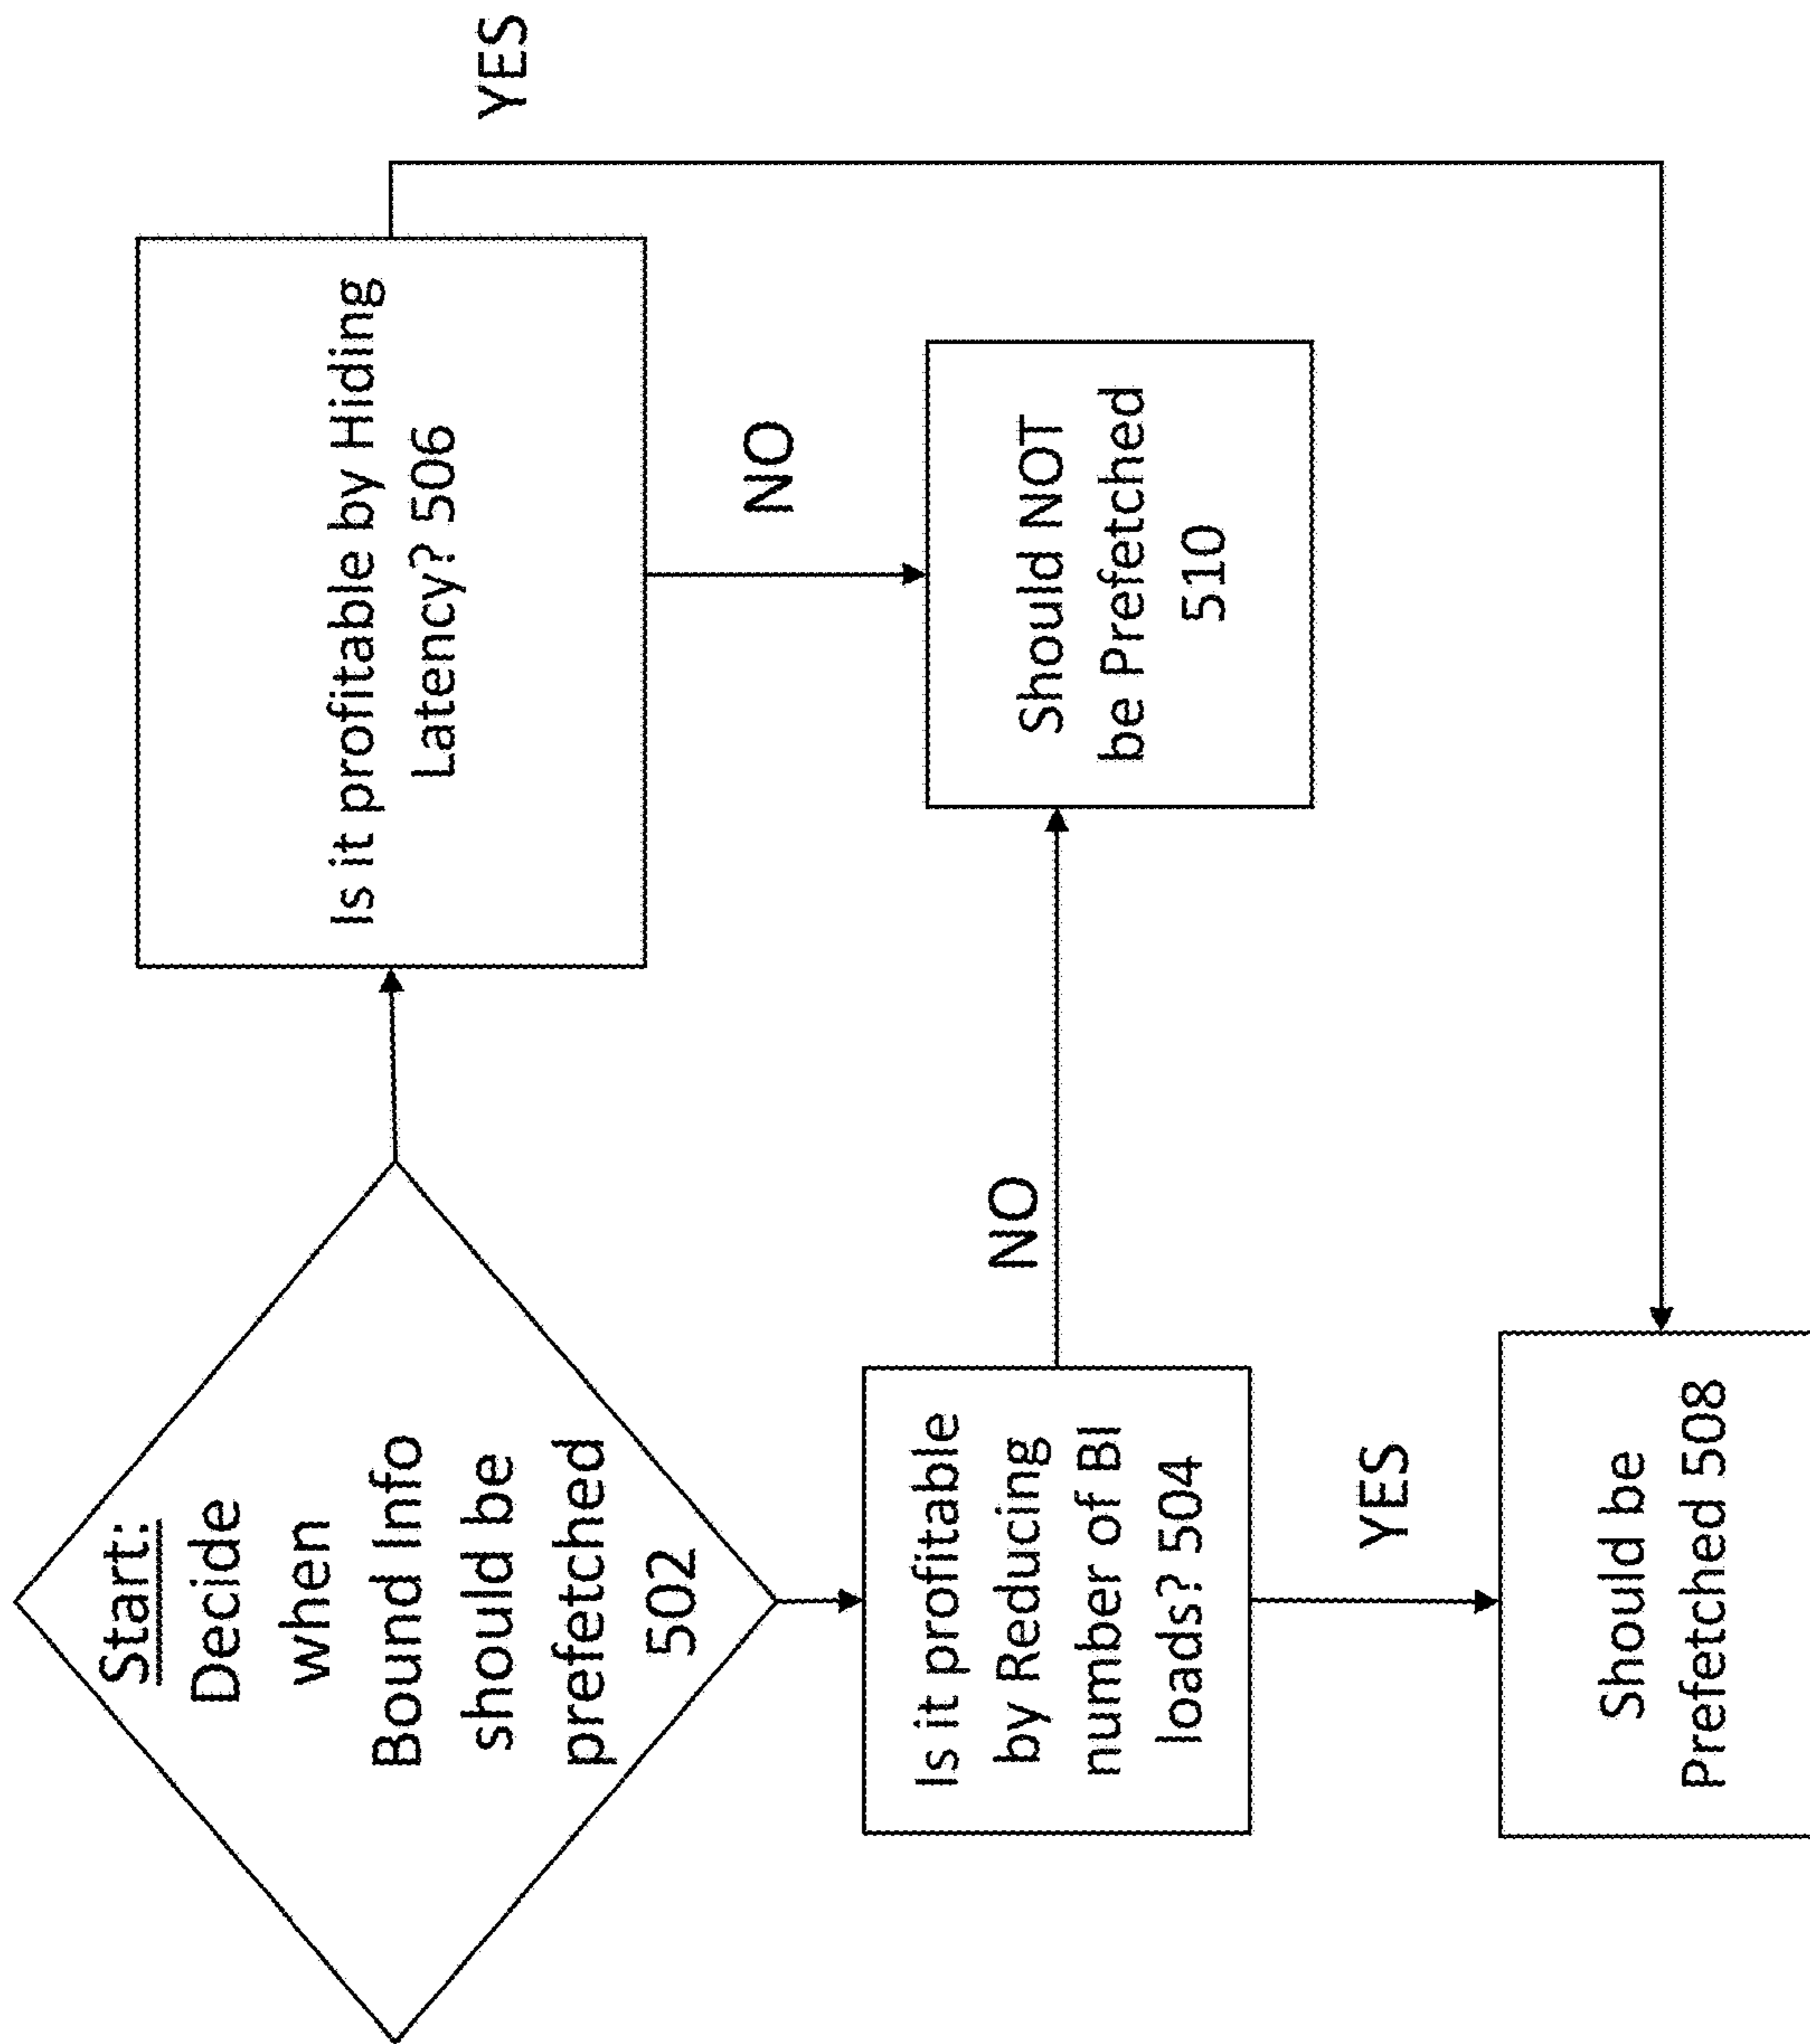 Start:
Decide
when
Bound Info
should be
prefetched
502
Is it profitable by Hiding
Latency? 506
YES
NO
Is it profitable
by Reducing
number of BI
loads? 504
NO
Should NOT
be Prefetched
510
YES
Should be
Prefetched 508